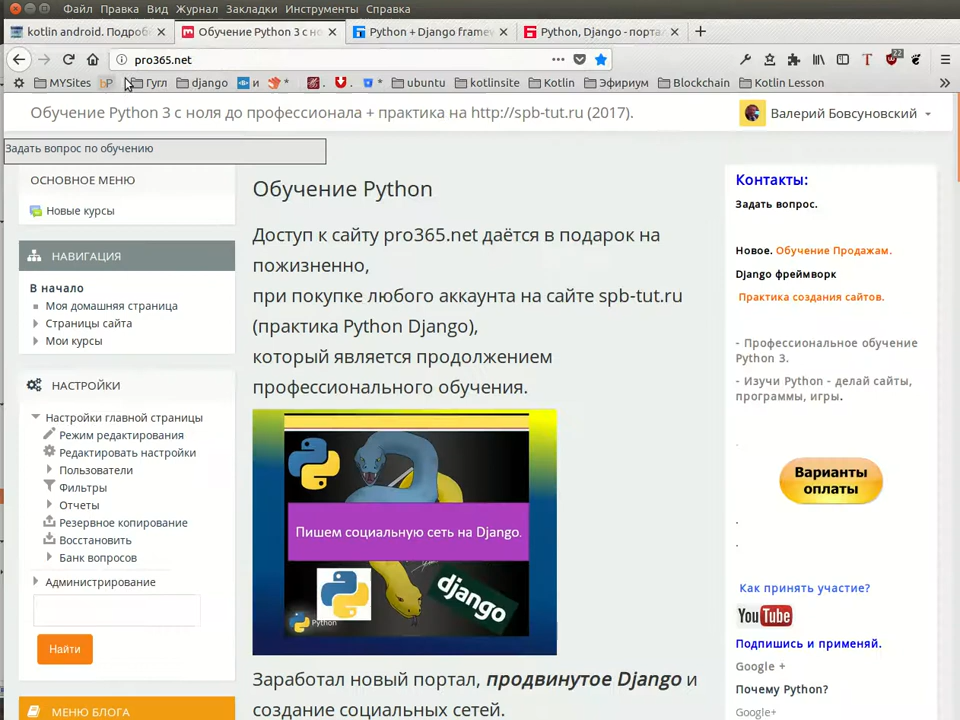 Файл Правка Вид Журнал Закладки Инструменты Справка
kotlin android. Подроб
Обучение Python 3 с но
Python + Django framew
Python, Django - портал
pro365.net
22
MYSites bP Гугл django и ubuntu kotlinsite Kotlin Эфириум Blockchain Kotlin Lesson
Обучение Python 3 с ноля до профессионала + практика на http://spb-tut.ru (2017).
Валерий Бовсуновский
Задать вопрос по обучению
ОСНОВНОЕ МЕНЮ
Новые курсы
НАВИГАЦИЯ
В начало
Моя домашняя страница
Страницы сайта
Мои курсы
НАСТРОЙКИ
Настройки главной страницы
Режим редактирования
Редактировать настройки
Пользователи
Фильтры
Отчеты
Резервное копирование
Восстановить
Банк вопросов
Администрирование
Найти
МЕНЮ БЛОГА
Обучение Python
Доступ к сайту pro365.net даётся в подарок на
пожизненно,
при покупке любого аккаунта на сайте spb-tut.ru
(практика Python Django),
который является продолжением
профессионального обучения.
Пишем социальную сеть на Django.
django
Python
Заработал новый портал, продвинутое Django и
создание социальных сетей.
Контакты:
Задать вопрос.
Новое. Обучение Продажам.
Django фреймворк
Практика создания сайтов.
- Профессиональное обучение
Python 3.
- Изучи Python - делай сайты,
программы, игры.
.
Варианты
оплаты
.
.
Как принять участие?
YouTube
Подпишись и применяй.
Google +
Почему Python?
Google+